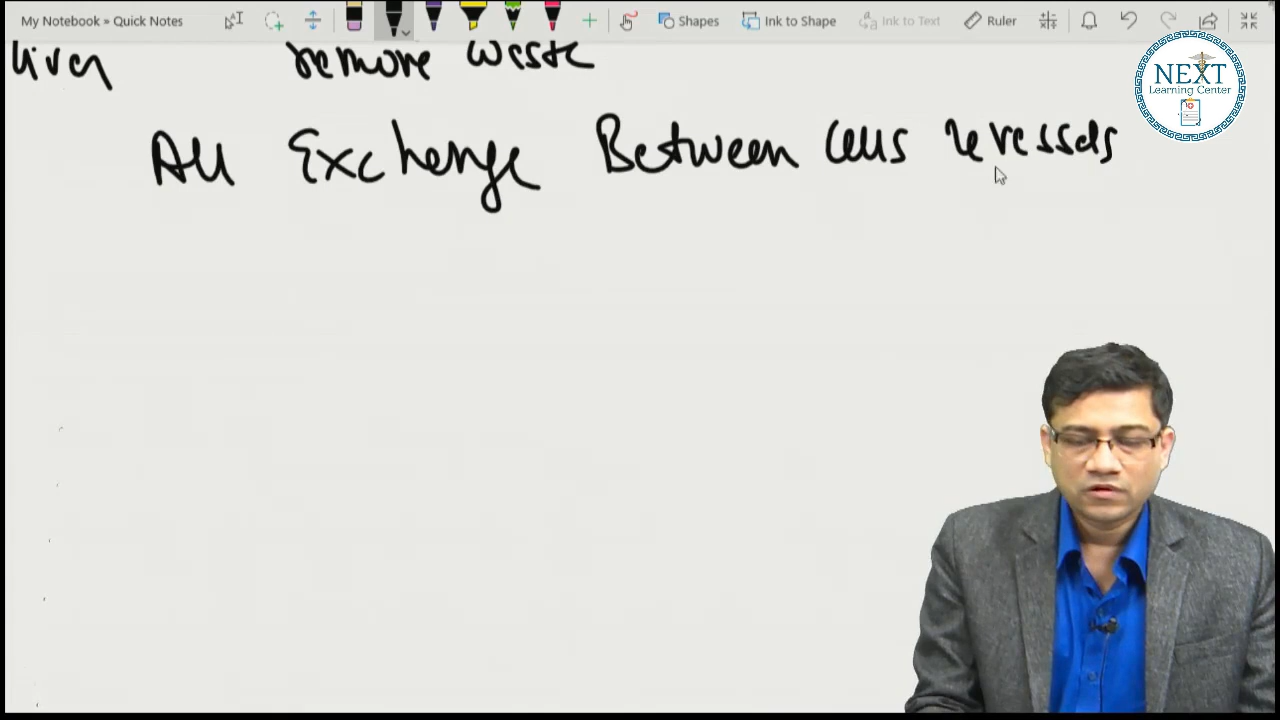 My Notebook » Quick Notes
Shapes
Ink to Shape
Ink to Text
Ruler
remove waste
NEXT
Learning Center
All Exchange Between cells & vessels